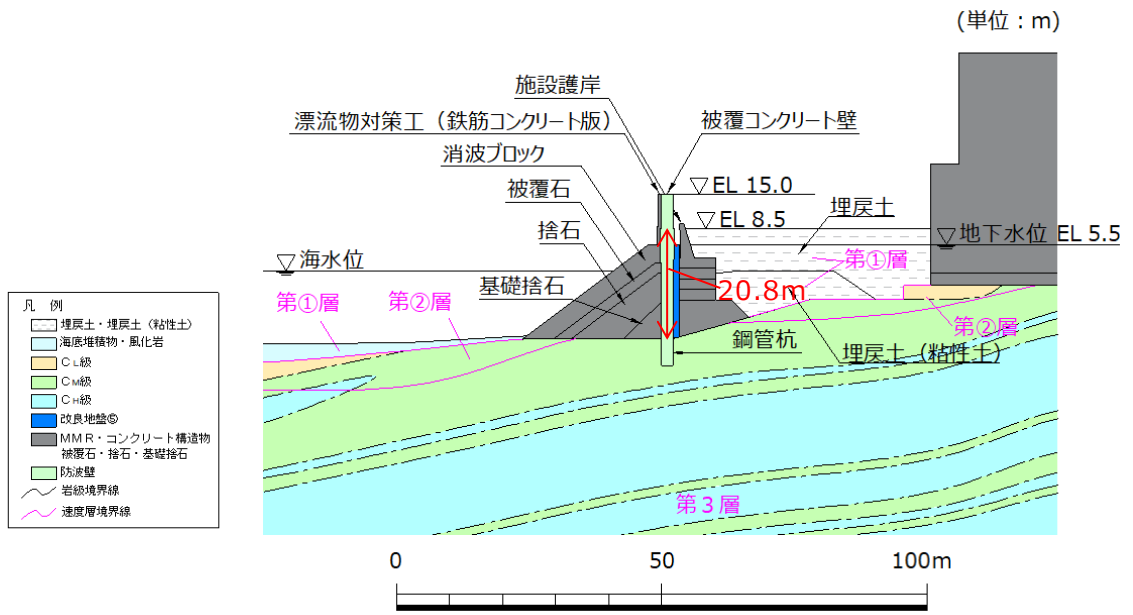 (単位：m)
施設護岸
漂流物対策工（鉄筋コンクリート版）
被覆コンクリート壁
消波ブロック
被覆石
▽ EL 15.0
▽ EL 8.5
埋戻土
捨石
▽ 地下水位 EL 5.5
▽ 海水位
第①層
基礎捨石
20.8m
第①層
第②層
第②層
鋼管杭
埋戻土（粘性土）
凡 例
埋戻土・埋戻土（粘性土）
海底堆積物・風化岩
CL級
CM級
CH級
改良地盤⑤
MMR・コンクリート構造物
被覆石・捨石・基礎捨石
防波壁
岩級境界線
速度層境界線
第３層
0
50
100m